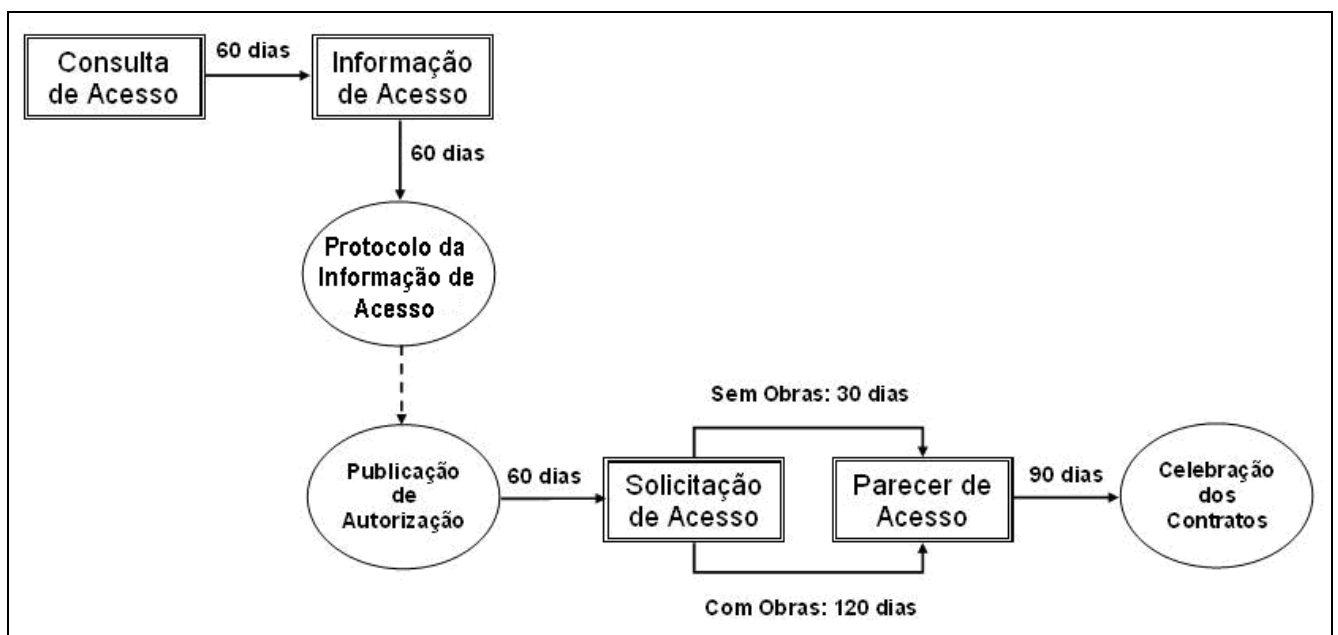 Consulta
de Acesso
60 dias
Informação
de Acesso
60 dias
Protocolo da
Informação de
Acesso
Publicação
de
Autorização
60 dias
Solicitação
de Acesso
Sem Obras: 30 dias
Com Obras: 120 dias
Parecer de
Acesso
90 dias
Celebração
dos
Contratos